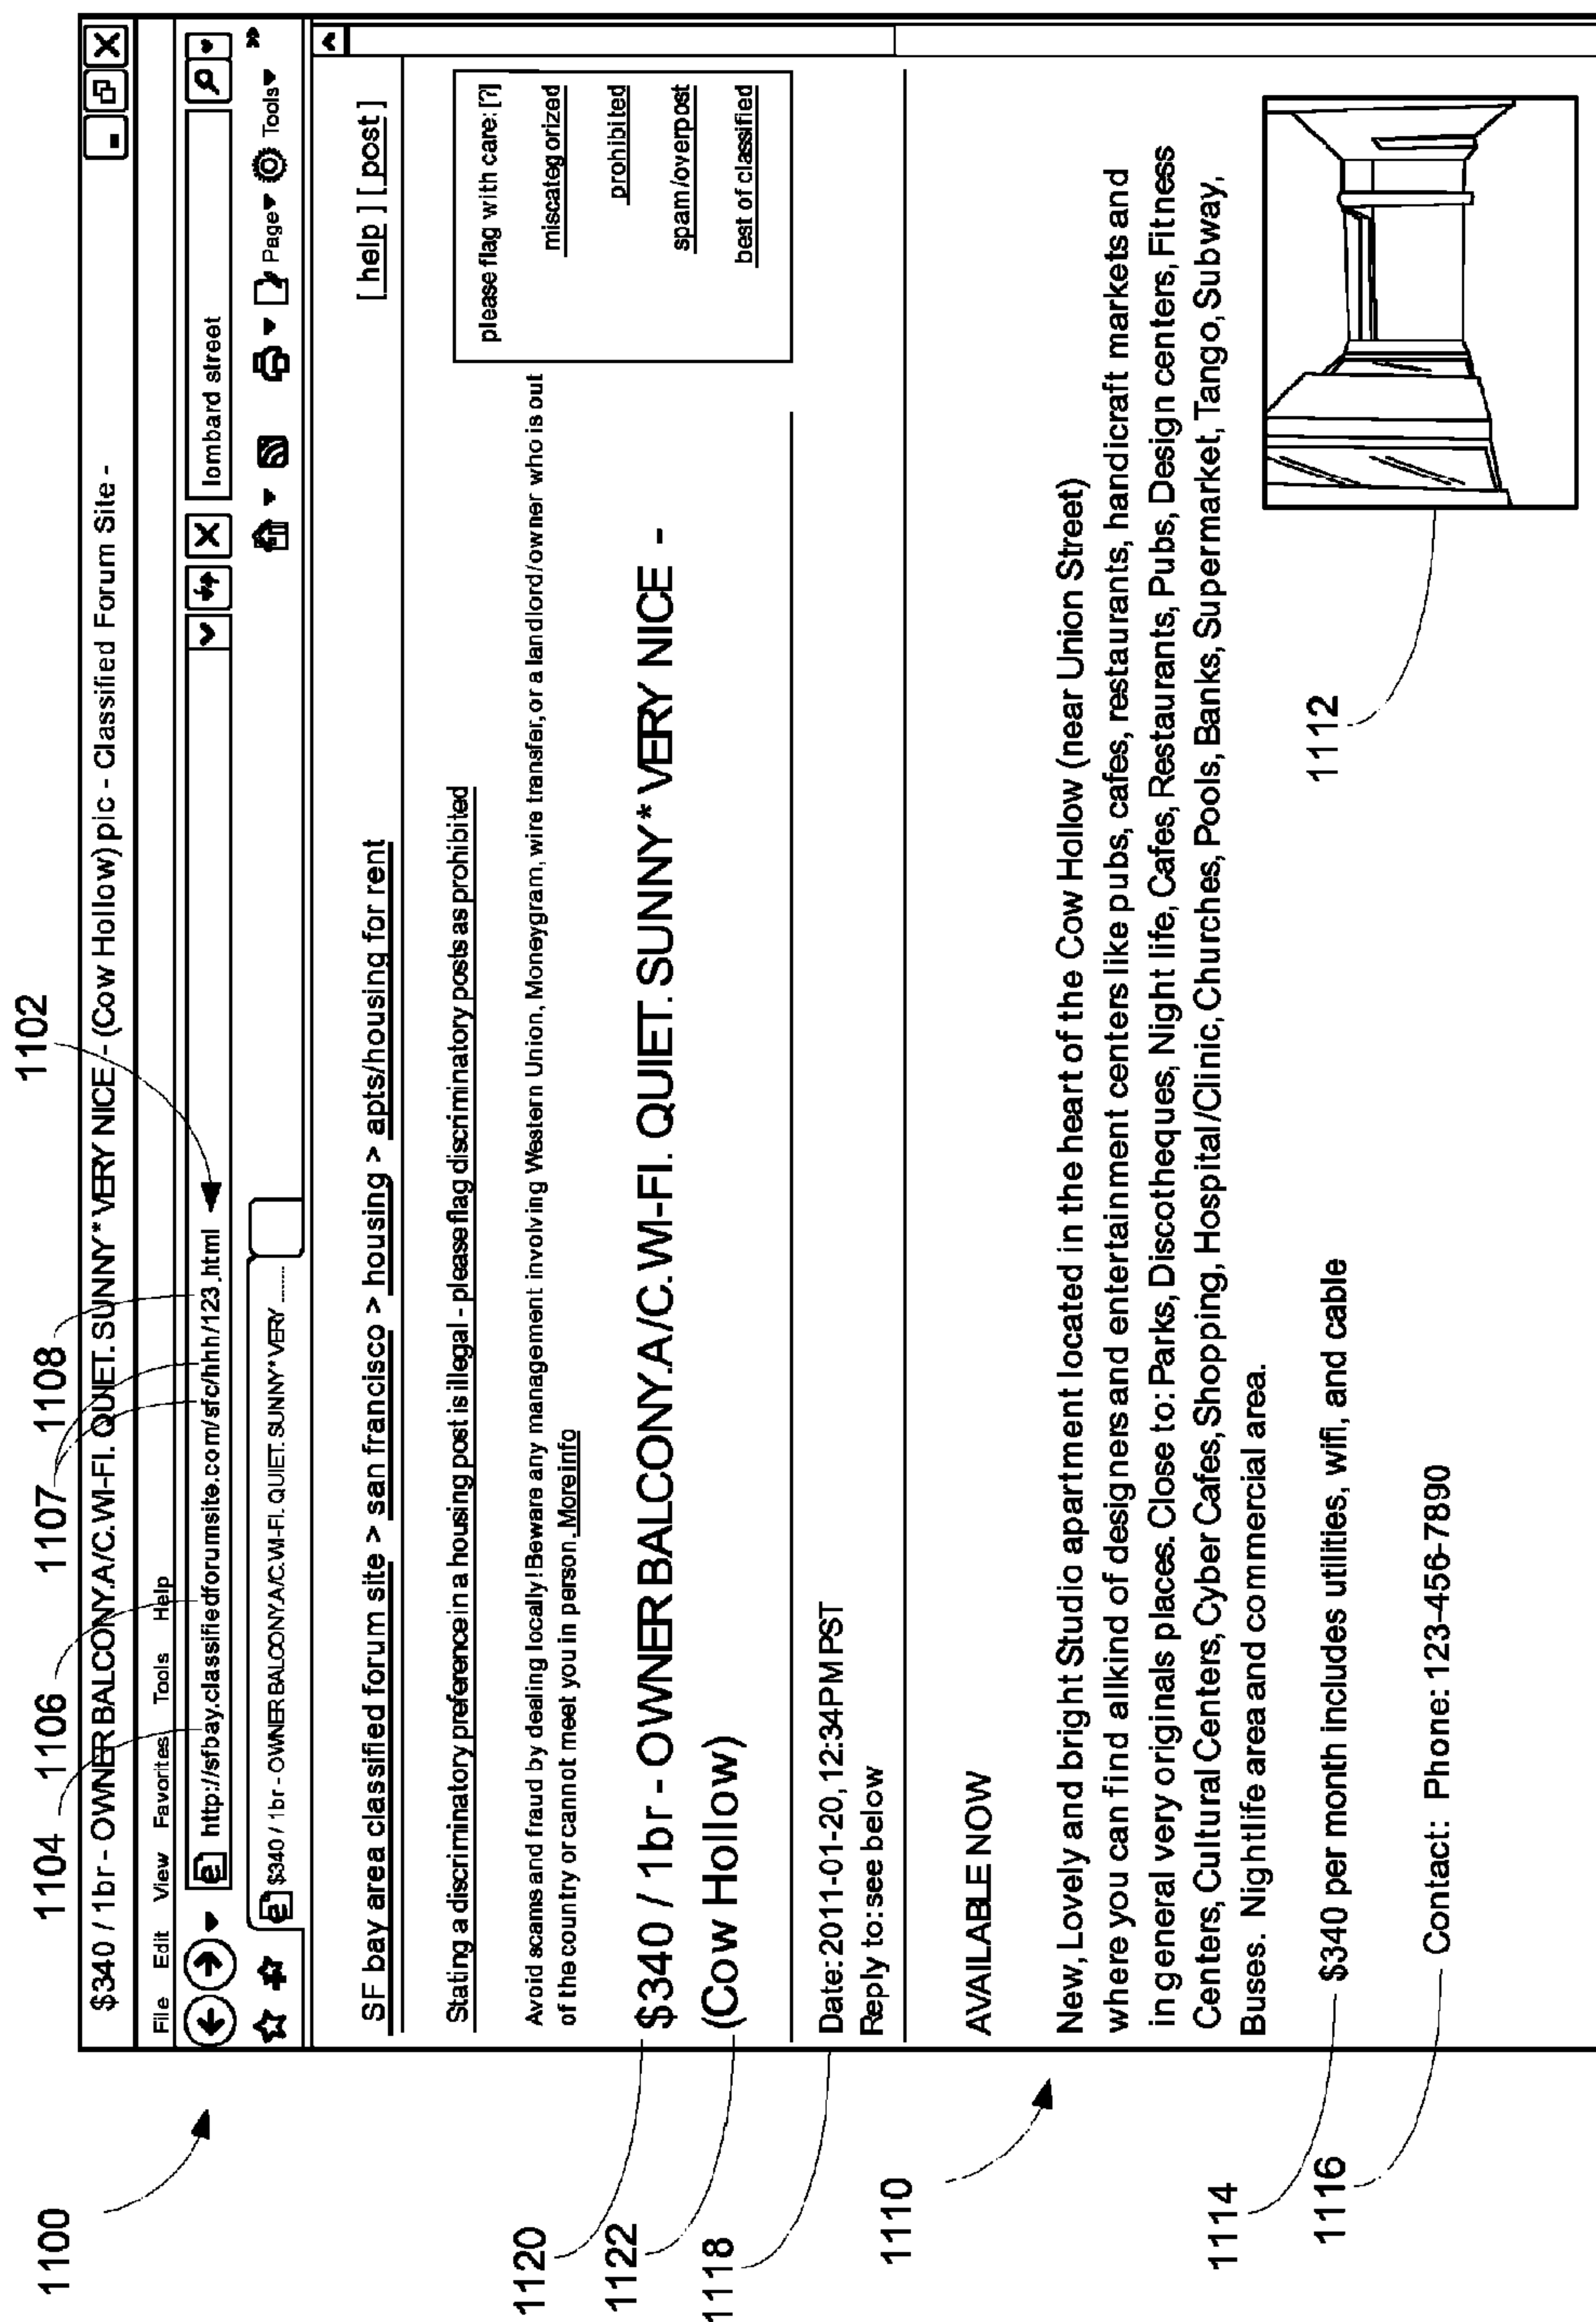 1100
1102
1104
1106
1107
1108
$340 / 1br - OWNER BALCONY.A/C.WI-FI. QUIET. SUNNY* VERY NICE - (Cow Hollow) pic - Classified Forum Site -
File Edit View Favorites Tools Help
http://sfbay.classifiedforumsite.com/sfc/hhh/123.html
lombard street
$340 / 1br - OWNER BALCONY.A/C.WI-FI. QUIET. SUNNY* VERY ........
Page Tools »
SF bay area classified forum site > san francisco > housing > apts/housing for rent
[ help ] [ post ]
Stating a discriminatory preference in a housing post is illegal - please flag discriminatory posts as prohibited
please flag with care: [?]
miscategorized
prohibited
spam/overpost
best of classified
Avoid scams and fraud by dealing locally! Beware any management involving Western Union, Moneygram, wire transfer, or a landlord/owner who is out
of the country or cannot meet you in person. More info
1120
$340 / 1br - OWNER BALCONY.A/C.WI-FI. QUIET. SUNNY* VERY NICE -
1122
(Cow Hollow)
1118
Date: 2011-01-20, 12:34PM PST
Reply to: see below
1110
AVAILABLE NOW
New, Lovely and bright Studio apartment located in the heart of the Cow Hollow (near Union Street)
where you can find all kind of designers and entertainment centers like pubs, cafes, restaurants, handicraft markets and
in general very originals places. Close to: Parks, Discotheques, Night life, Cafes, Restaurants, Pubs, Design centers, Fitness
Centers, Cultural Centers, Cyber Cafes, Shopping, Hospital/Clinic, Churches, Pools, Banks, Supermarket, Tango, Subway,
Buses. Nightlife area and commercial area.
1114
$340 per month includes utilities, wifi, and cable
1112
1116
Contact: Phone: 123-456-7890